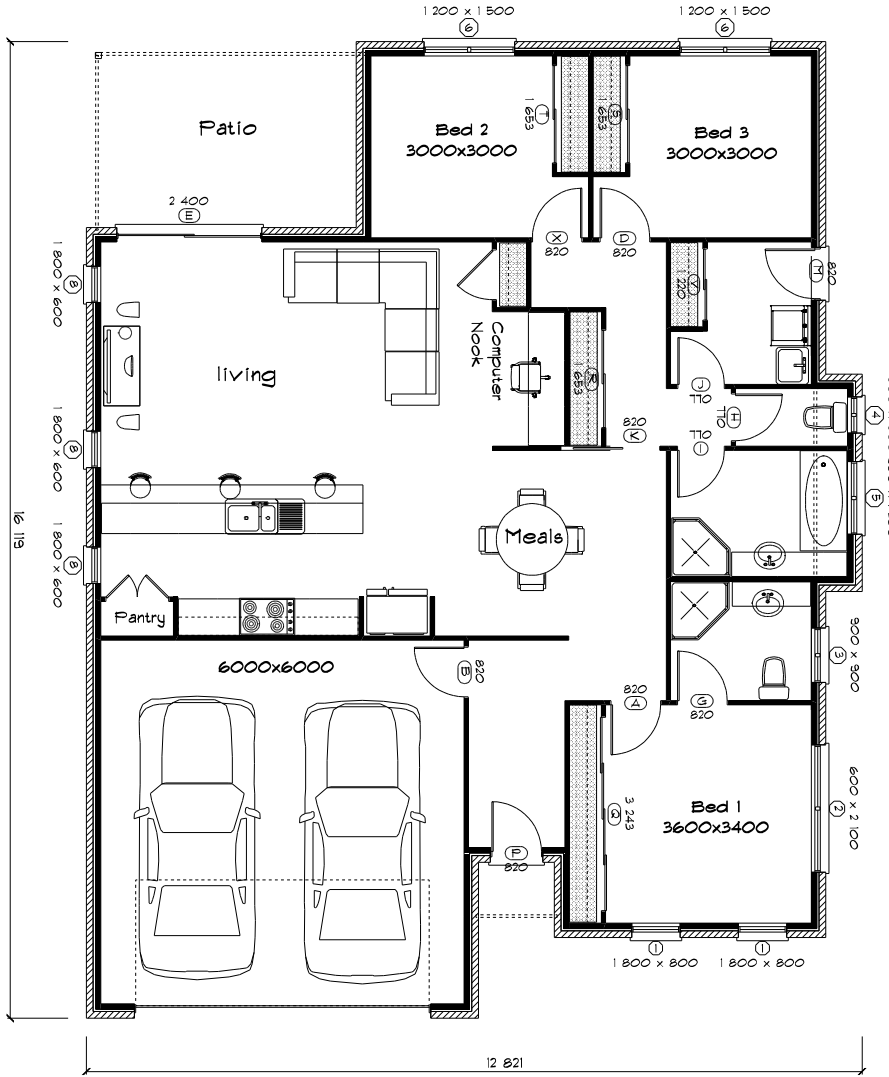 1 200 x 1 500
6
1 200 x 1 500
6
Patio
Bed 2
3000x3000
T
1 653
S
1 653
Bed 3
3000x3000
2 400
E
X
820
D
820
M
820
V
1 220
8
1 800 x 600
living
Computer
Nook
R
1 653
820
K
J
770
H
710
770
I
4
5
8
1 800 x 600
16 119
8
1 800 x 600
Meals
Pantry
6000x6000
B
820
820
A
G
820
3
900 x 900
Q
3 243
Bed 1
3600x3400
2
600 x 2 100
P
820
1
1 800 x 800
1
1 800 x 800
12 821